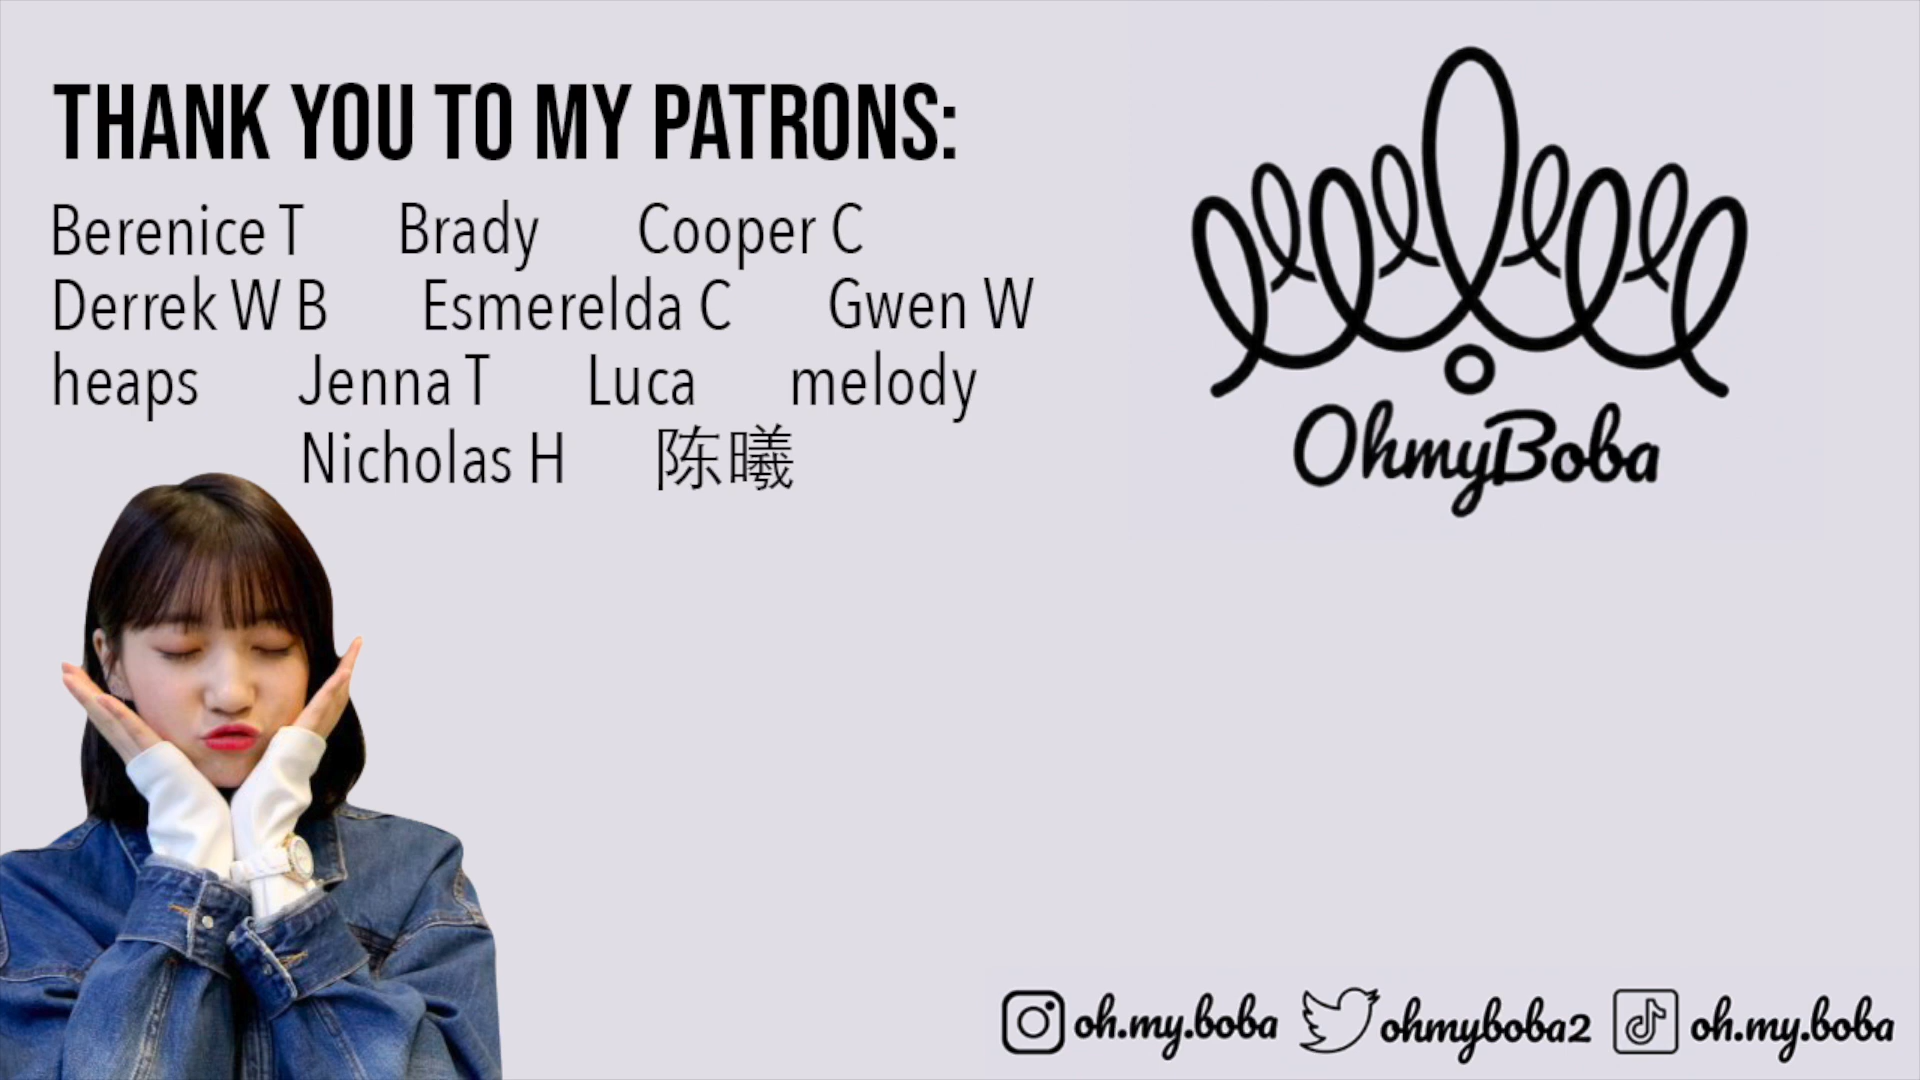 THANK YOU TO MY PATRONS:
Berenice T Brady Cooper C
Derrek W B Esmerelda C Gwen W
heaps Jenna T Luca melody
Nicholas H 陈曦
OhmyBoba
oh.my.boba ohmyboba2 oh.my.boba